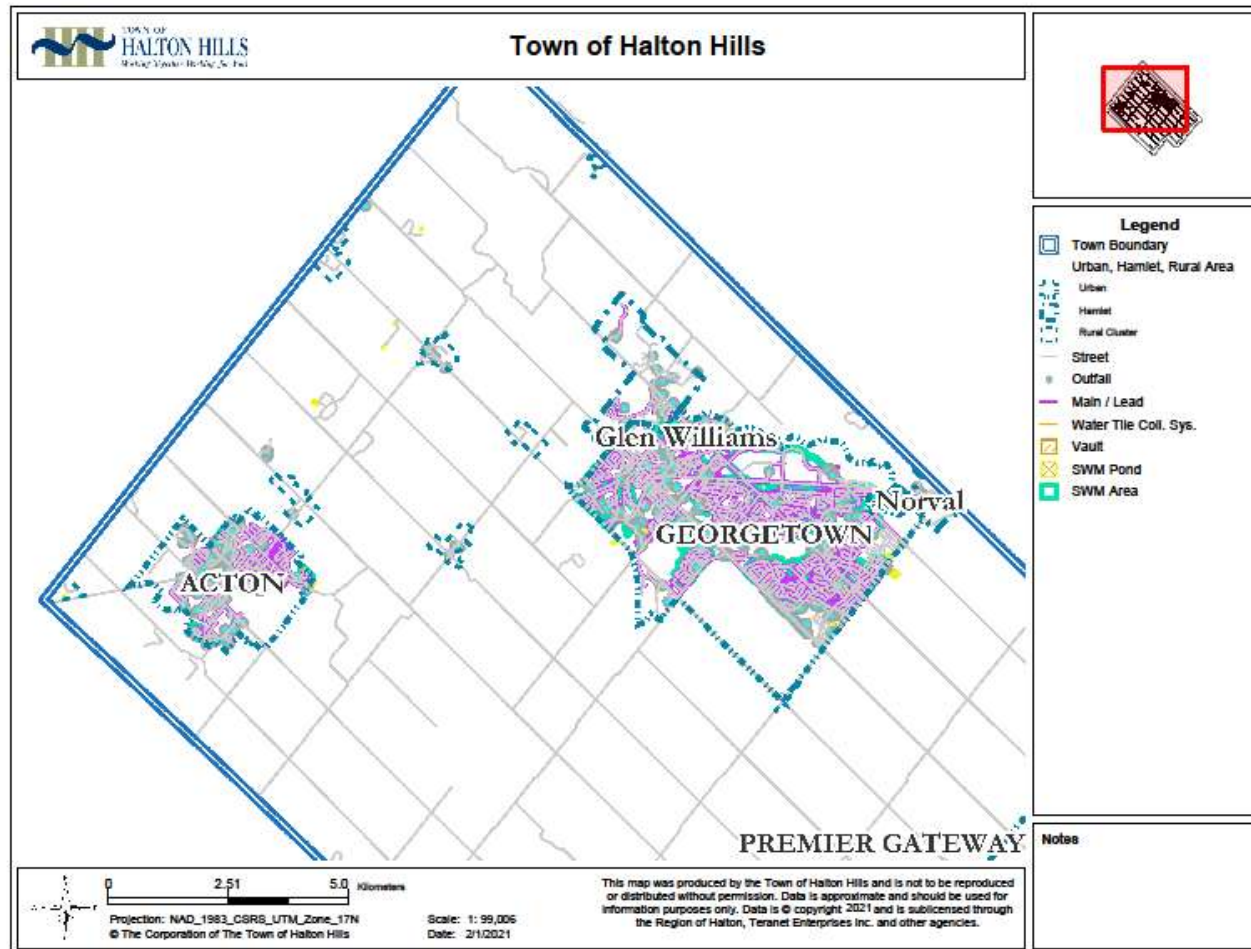 TOWN OF
HALTON HILLS
Working Together Working for You!
Town of Halton Hills
Legend
Town Boundary
Urban, Hamlet, Rural Area
Urban
Hamlet
Rural Cluster
Street
Outfall
Main / Lead
Water Tile Coll. Sys.
Vault
SWM Pond
SWM Area
Glen Williams
Norval
GEORGETOWN
ACTON
PREMIER GATEWAY
Notes
0 2.51 5.0 Kilometers
Projection: NAD_1983_CSRS_UTM_Zone_17N
© The Corporation of The Town of Halton Hills
Scale: 1: 99,006
Date: 2/1/2021
This map was produced by the Town of Halton Hills and is not to be reproduced
or distributed without permission. Data is approximate and should be used for
information purposes only. Data is © copyright 2021 and is sublicensed through
the Region of Halton, Teranet Enterprises Inc. and other agencies.